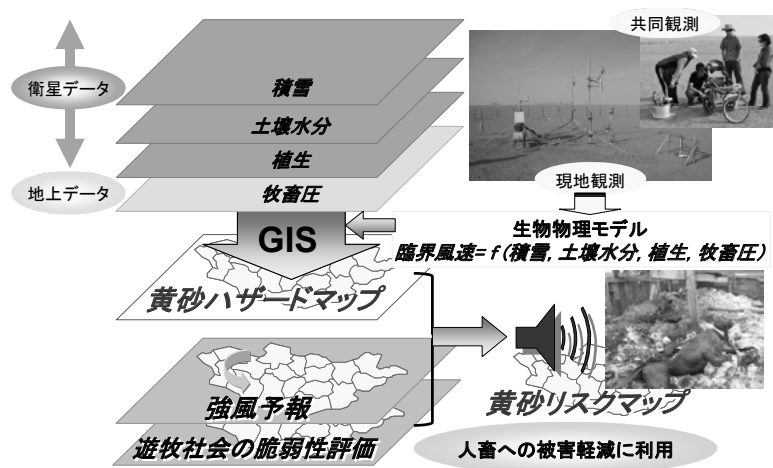 共同観測
衛星データ
積雪
土壌水分
植生
地上データ
牧畜圧
現地観測
GIS
生物物理モデル
臨界風速= f (積雪, 土壌水分, 植生, 牧畜圧)
黄砂ハザードマップ
強風予報
黄砂リスクマップ
遊牧社会の脆弱性評価
人畜への被害軽減に利用